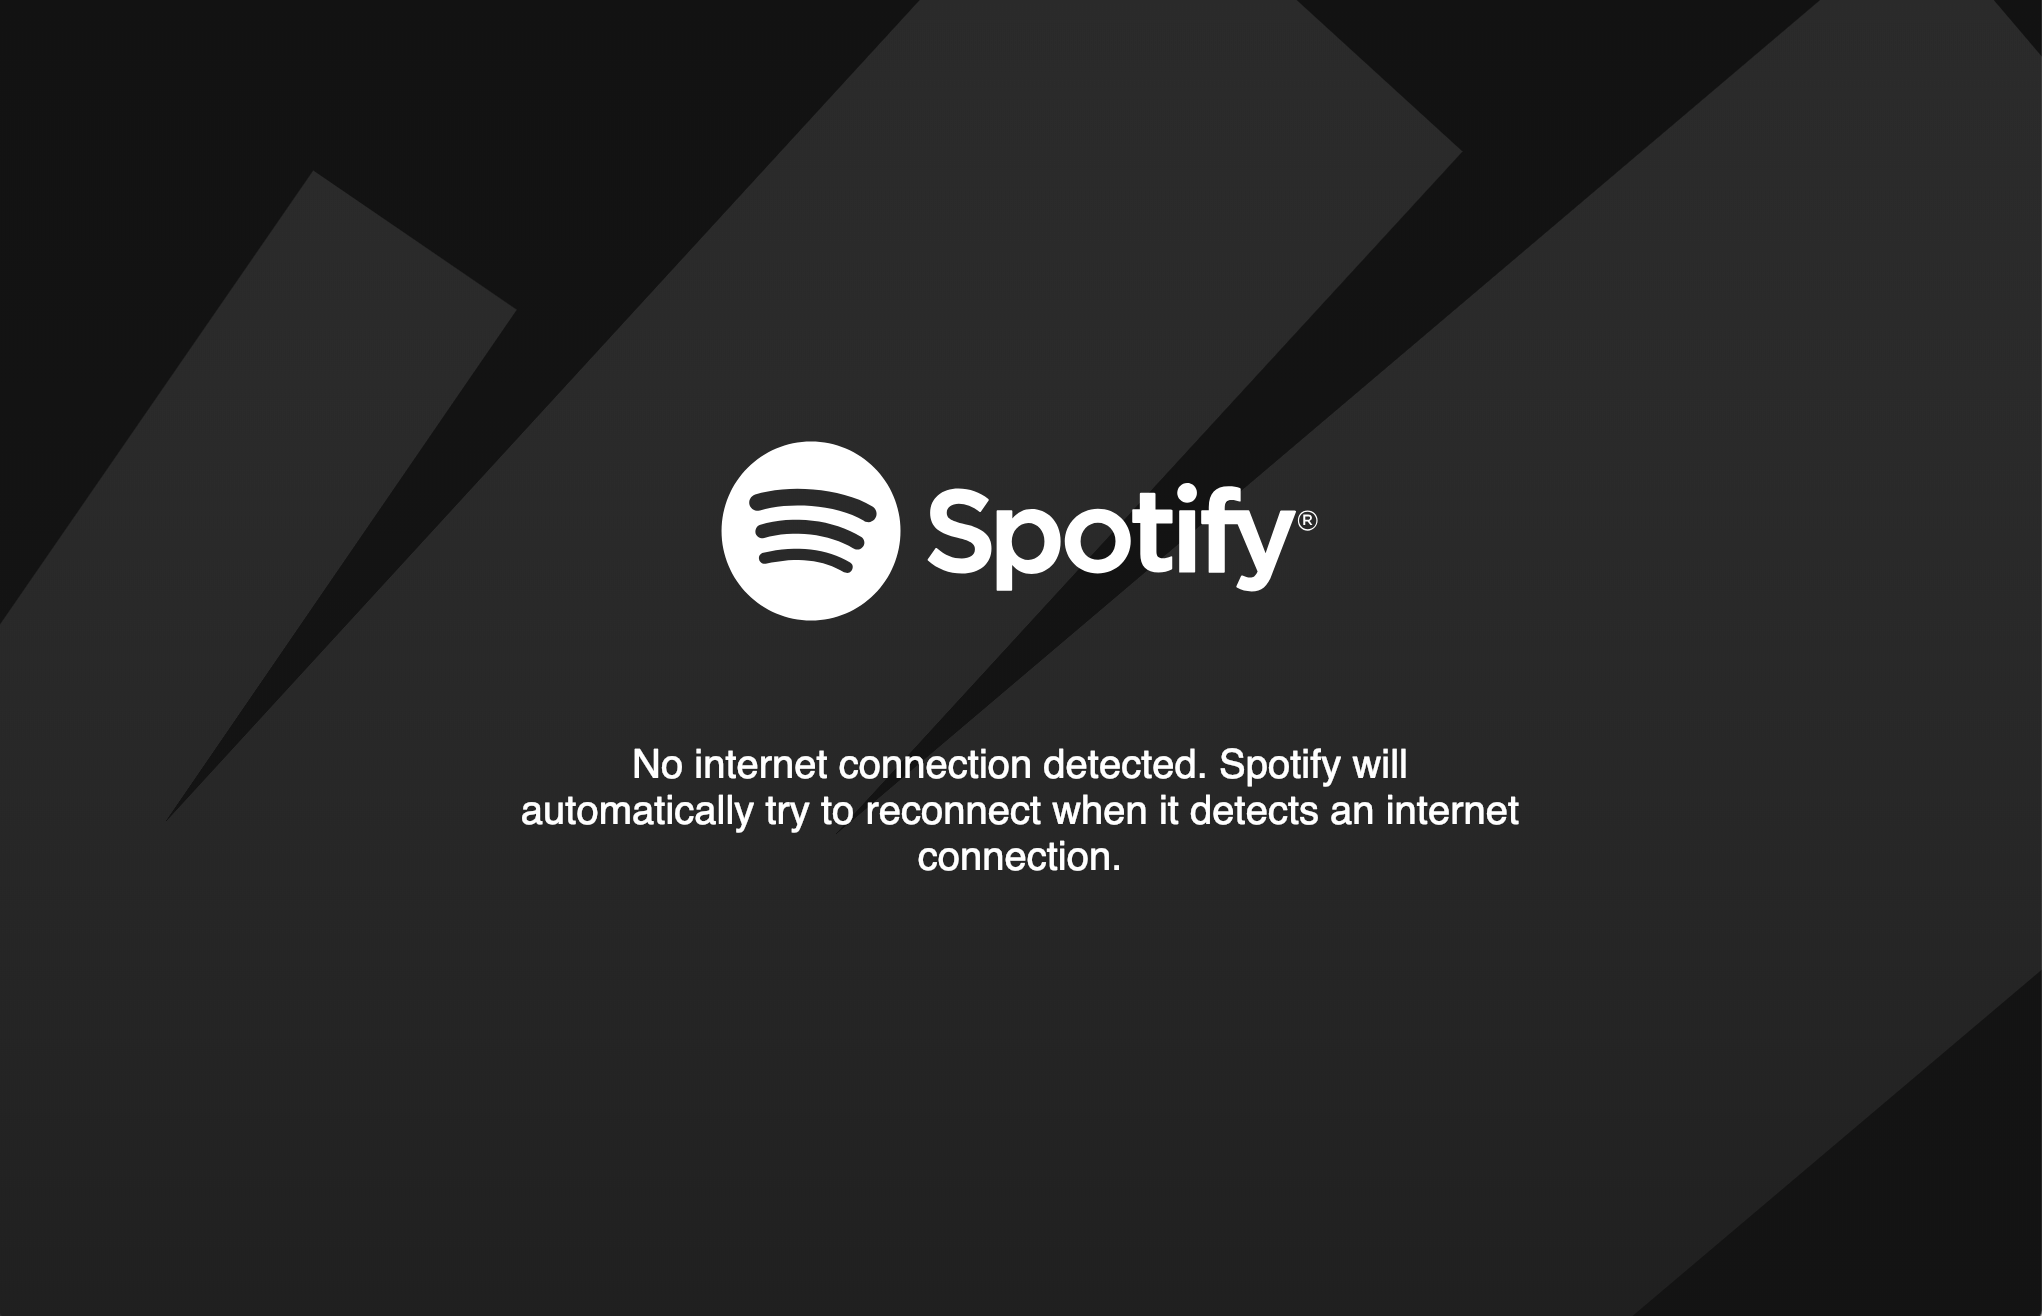 Spotify®
No internet connection detected. Spotify will
automatically try to reconnect when it detects an internet
connection.